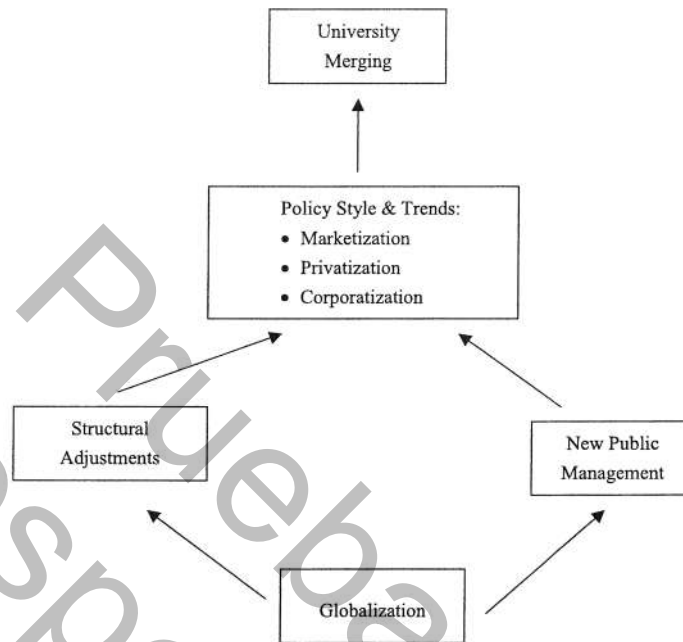 University
Merging
Policy Style & Trends:
• Marketization
• Privatization
• Corporatization
Structural
Adjustments
New Public
Management
Globalization
Prueba